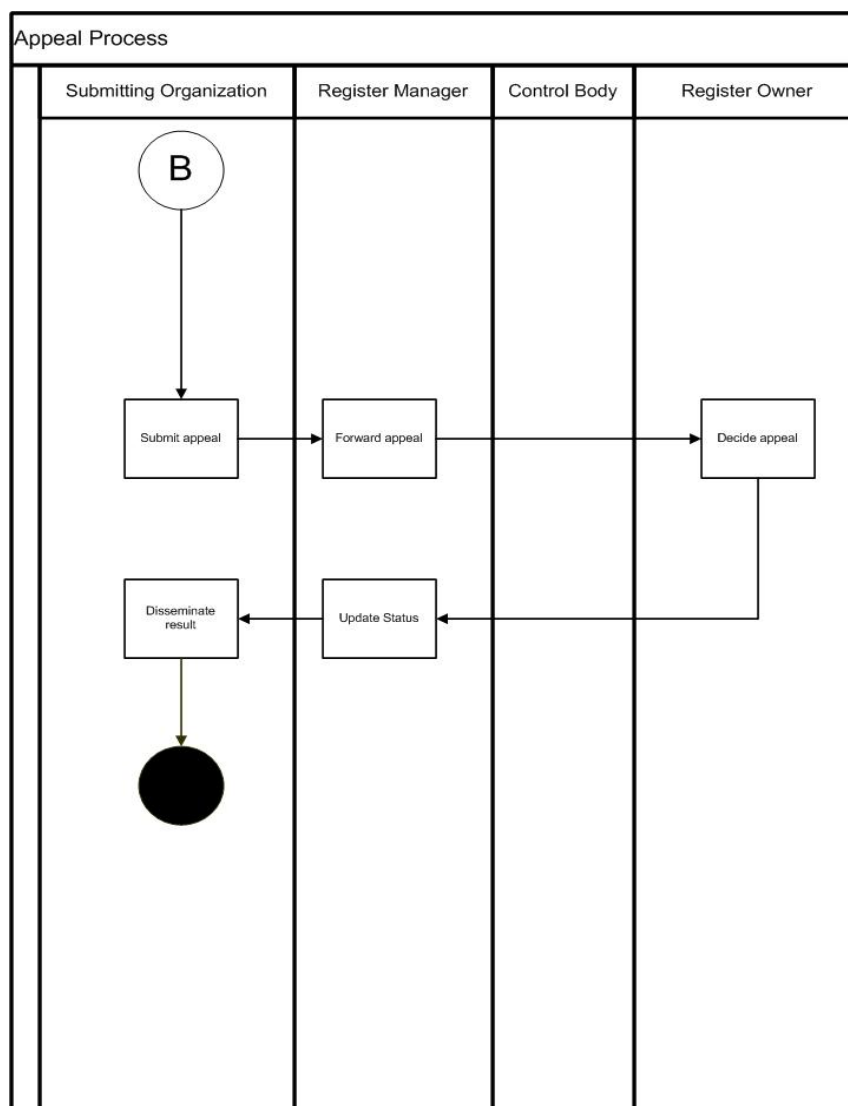 Appeal Process
Submitting Organization
Register Manager
Control Body
Register Owner
B
Submit appeal
Forward appeal
Decide appeal
Disseminate
result
Update Status